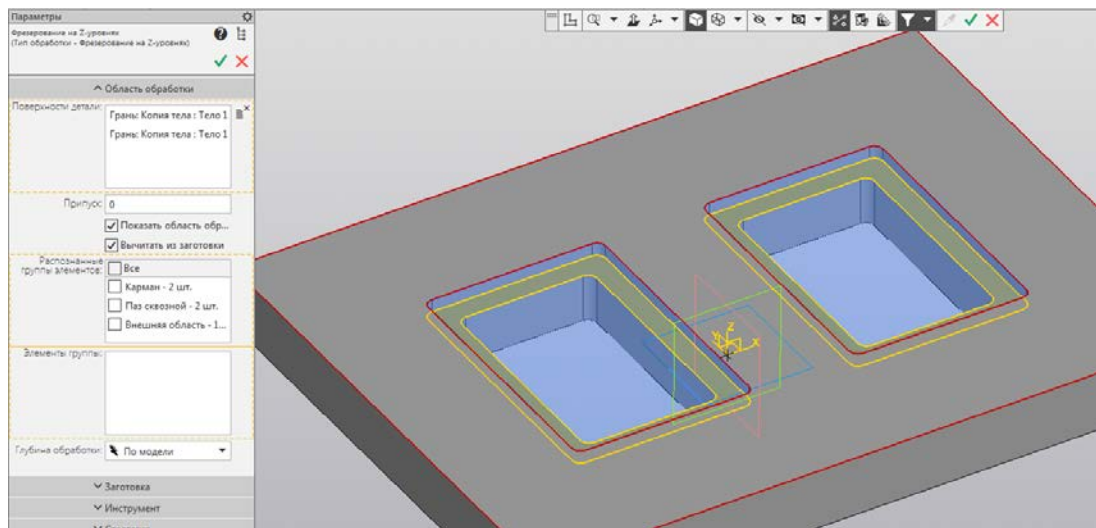 Параметры
Фрезерование на Z-уровнях
(Тип обработки - Фрезерование на Z-уровнях)
Область обработки
Поверхности детали:
Грань: Копия тела : Тело 1
Грань: Копия тела : Тело 1
Припуск: 0
Показать область обр...
Вычитать из заготовки
Распознанные группы элементов:
Все
Карман - 2 шт.
Паз сквозной - 2 шт.
Внешняя область - 1...
Элементы группы:
Глубина обработки: По модели
Заготовка
Инструмент
Z
Y
X